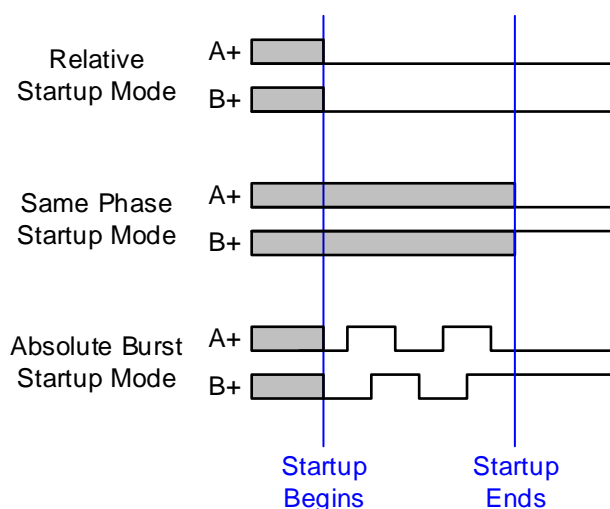 Relative
Startup Mode
A+
B+
Same Phase
Startup Mode
A+
B+
Absolute Burst
Startup Mode
A+
B+
Startup
Begins
Startup
Ends